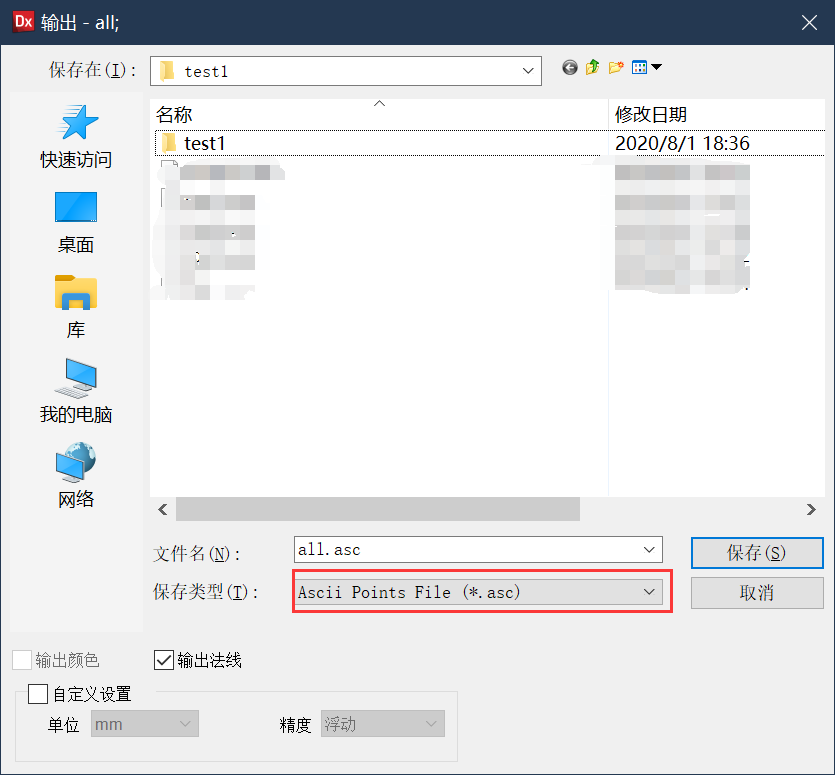 Dx 输出 - all;
保存在(I):
test1
名称
修改日期
test1
2020/8/1 18:36
快速访问
桌面
库
我的电脑
网络
文件名(N):
all.asc
保存(S)
保存类型(T):
Ascii Points File (*.asc)
取消
输出颜色
输出法线
自定义设置
单位
mm
精度
浮动